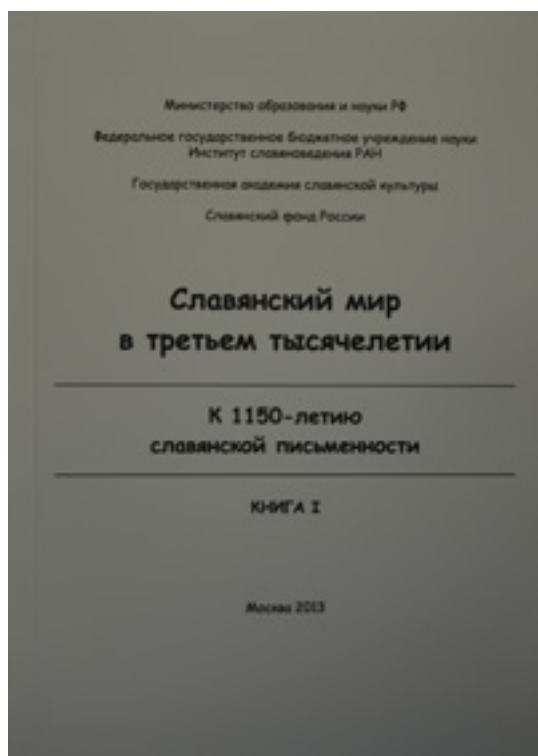 Министерство образования и науки РФ
Федеральное государственное бюджетное учреждение науки
Институт славяноведения РАН
Государственная академия славянской культуры
Славянский фонд России
Славянский мир
в третьем тысячелетии
К 1150-летию
славянской письменности
КНИГА I
Москва 2013